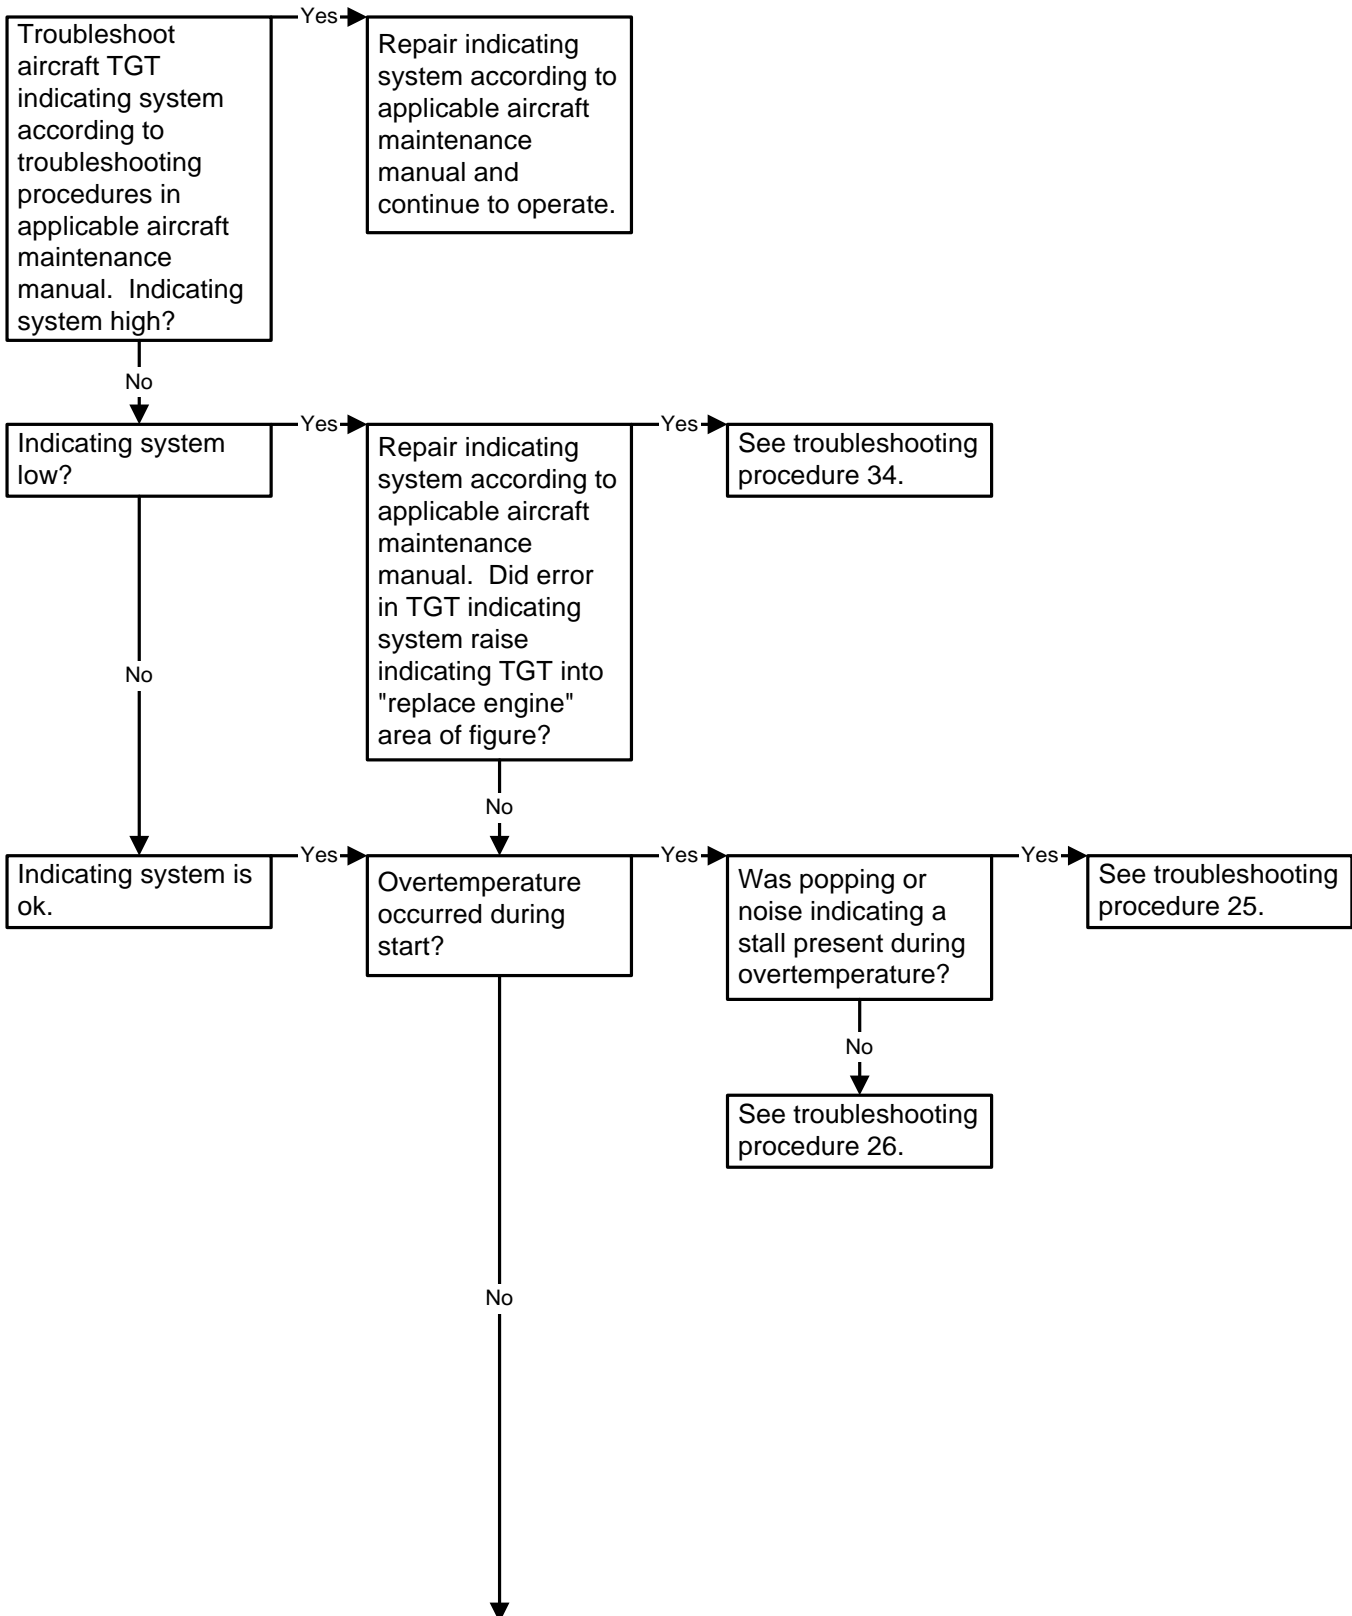 Yes
Troubleshoot
aircraft TGT
indicating system
according to
troubleshooting
procedures in
applicable aircraft
maintenance
manual.  Indicating
system high?
Repair indicating
system according to
applicable aircraft
maintenance
manual and
continue to operate.
No
Yes
Yes
Indicating system
low?
Repair indicating
system according to
applicable aircraft
maintenance
manual.  Did error
in TGT indicating
system raise
indicating TGT into
"replace engine"
area of figure?
See troubleshooting
procedure 34.
No
No
Yes
Yes
Yes
Indicating system is
ok.
Overtemperature
occurred during
start?
Was popping or
noise indicating a
stall present during
overtemperature?
See troubleshooting
procedure 25.
No
See troubleshooting
procedure 26.
No